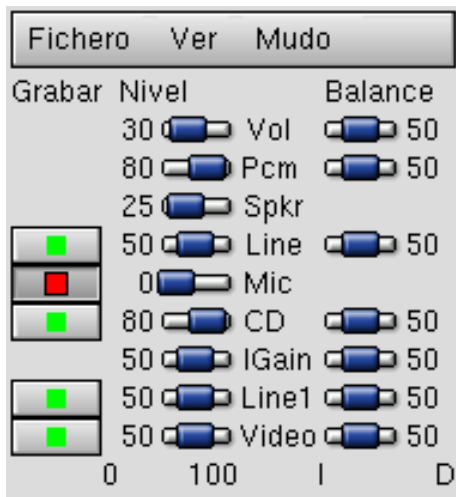 Fichero Ver Mudo
Grabar Nivel Balance
30 Vol 50
80 Pcm 50
25 Spkr
50 Line 50
0 Mic
80 CD 50
50 IGain 50
50 Line1 50
50 Video 50
0 100 I D